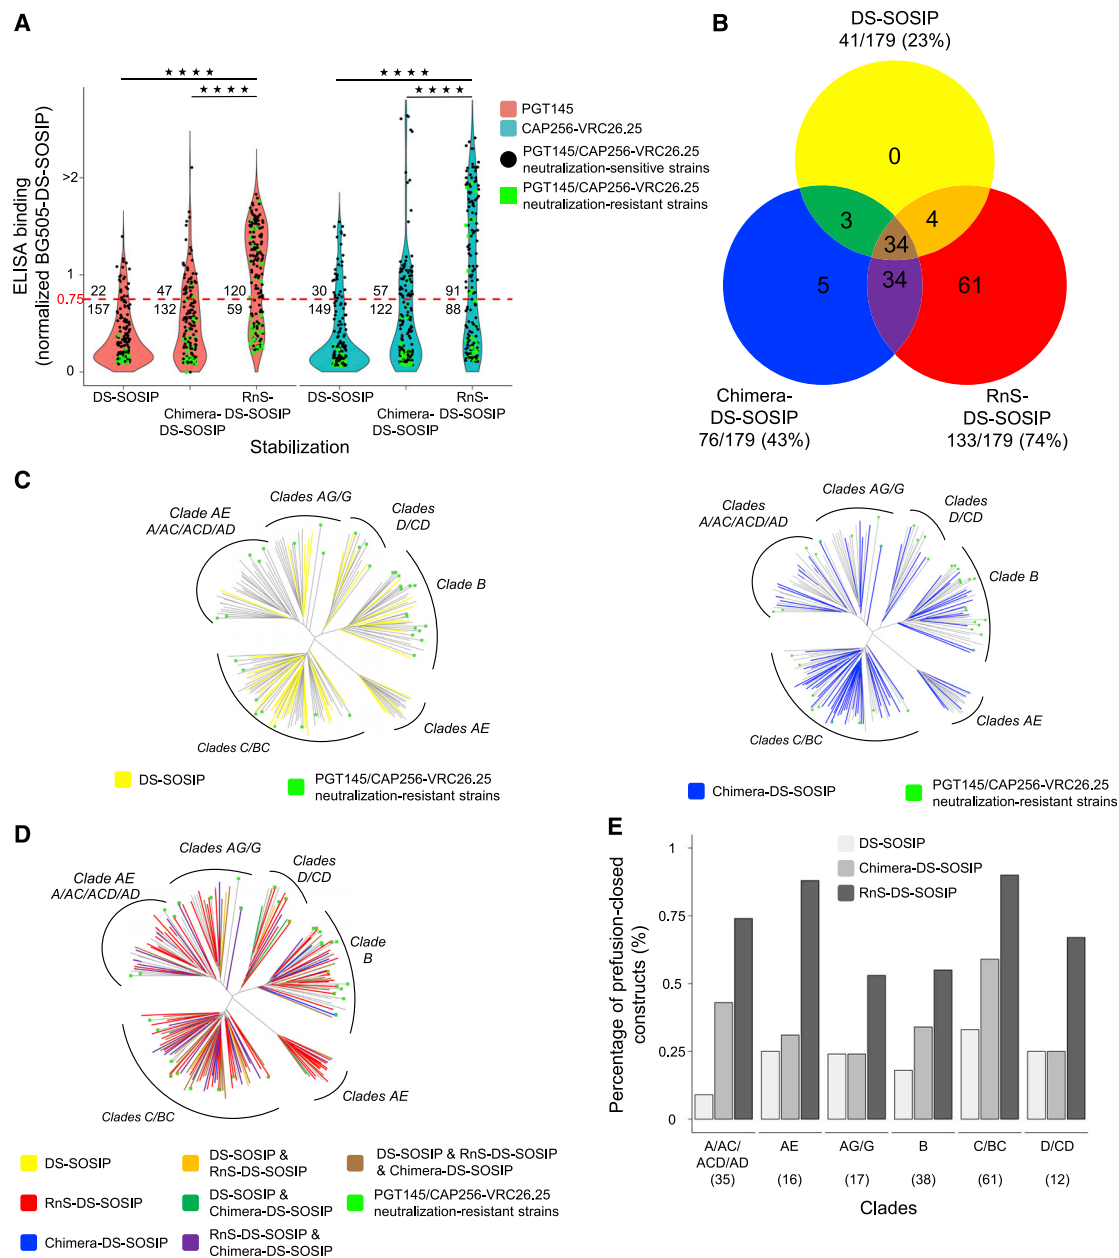 A
ELISA binding
(normalized BG505-DS-SOSIP)
>2
1
0.75
0
★ ★ ★ ★
★ ★ ★ ★
★ ★ ★ ★
★ ★ ★ ★
22
157
47
132
120
59
30
149
57
122
91
88
DS-SOSIP
Chimera-
DS-SOSIP
RnS-
DS-SOSIP
DS-SOSIP
Chimera-
DS-SOSIP
RnS-
DS-SOSIP
Stabilization
PGT145
CAP256-VRC26.25
PGT145/CAP256-VRC26.25
neutralization-sensitive strains
PGT145/CAP256-VRC26.25
neutralization-resistant strains
B
DS-SOSIP
41/179 (23%)
0
3
4
34
5
34
61
Chimera-
DS-SOSIP
76/179 (43%)
RnS-
DS-SOSIP
133/179 (74%)
C
Clade AE
A/AC/ACD/AD
Clades AG/G
Clades
D/CD
Clade B
Clades AE
Clades C/BC
DS-SOSIP
PGT145/CAP256-VRC26.25
neutralization-resistant strains
Clades
A/AC/ACD/AD
Clades AG/G
Clades
D/CD
Clade B
Clades AE
Clades C/BC
Chimera-DS-SOSIP
PGT145/CAP256-VRC26.25
neutralization-resistant strains
D
Clade AE
A/AC/ACD/AD
Clades AG/G
Clades
D/CD
Clade
B
Clades AE
Clades C/BC
DS-SOSIP
RnS-DS-SOSIP
Chimera-DS-SOSIP
DS-SOSIP &
RnS-DS-SOSIP
DS-SOSIP &
Chimera-DS-SOSIP
RnS-DS-SOSIP &
Chimera-DS-SOSIP
DS-SOSIP & RnS-DS-SOSIP
& Chimera-DS-SOSIP
PGT145/CAP256-VRC26.25
neutralization-resistant strains
E
Percentage of prefusion-closed
constructs (%)
1
0.75
0.25
0
DS-SOSIP
Chimera-DS-SOSIP
RnS-DS-SOSIP
A/AC/
ACD/AD
(35)
AE
(16)
AG/G
(17)
B
(38)
C/BC
(61)
D/CD
(12)
Clades